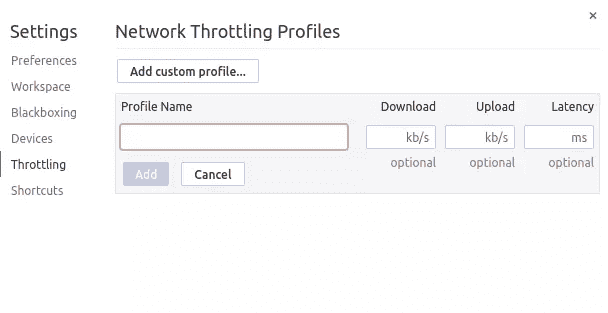 ×
Settings
Network Throttling Profiles
Preferences
Workspace
Blackboxing
Devices
Throttling
Shortcuts
Add custom profile...
Profile Name Download Upload Latency
kb/s kb/s ms
optional optional optional
Add Cancel